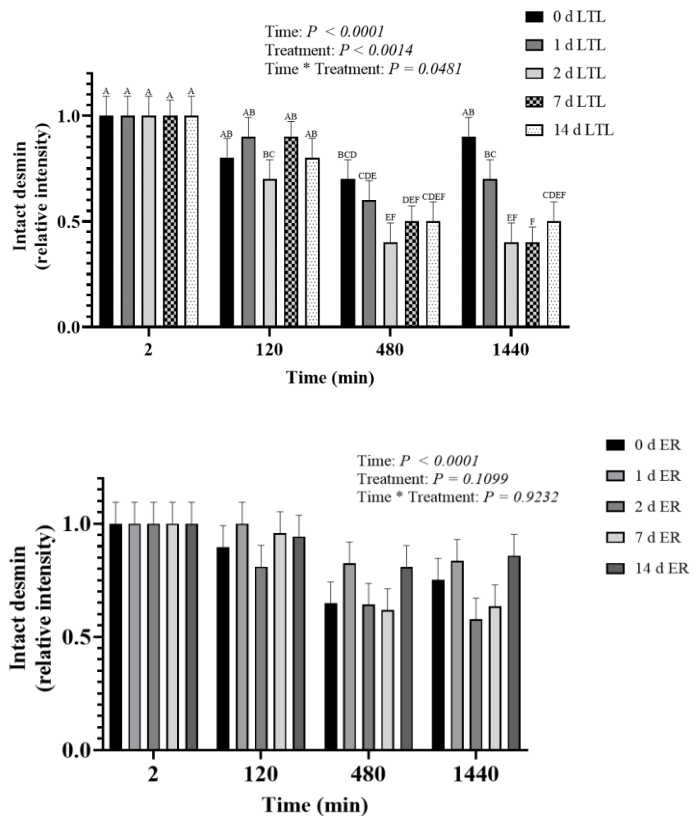 0 d LTL
1 d LTL
2 d LTL
7 d LTL
14 d LTL
Time: P < 0.0001
Treatment: P < 0.0014
Time * Treatment: P = 0.0481
Intact desmin
(relative intensity)
1.0
0.5
0.0
A A A A A
AB AB BC AB AB
BCD CDE EF DEF CDEF
AB BC EF F CDEF
2 120 480 1440
Time (min)
0 d ER
1 d ER
2 d ER
7 d ER
14 d ER
Time: P < 0.0001
Treatment: P = 0.1099
Time * Treatment: P = 0.9232
Intact desmin
(relative intensity)
1.0
0.5
0.0
2 120 480 1440
Time (min)